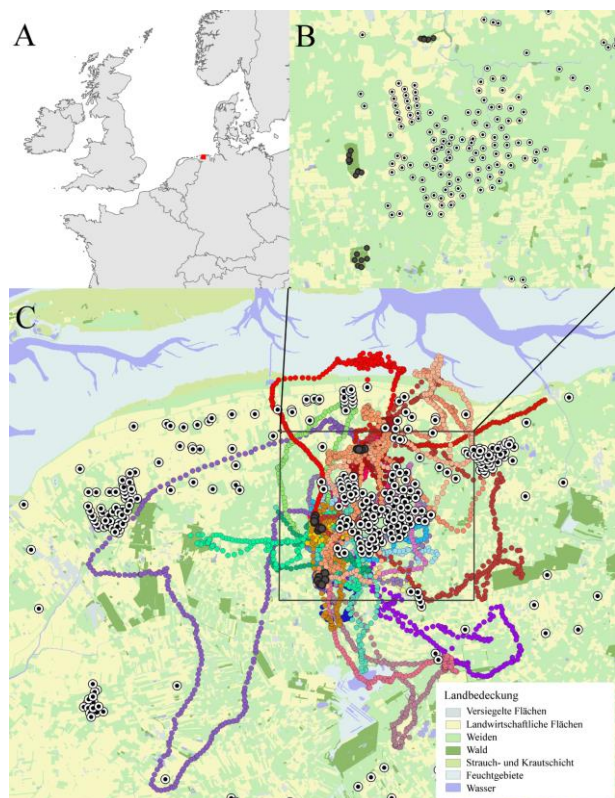 A
B
C
Landbedeckung
Versiegelte Flächen
Landwirtschaftliche Flächen
Weiden
Wald
Strauch- und Krautschicht
Feuchtgebiete
Wasser